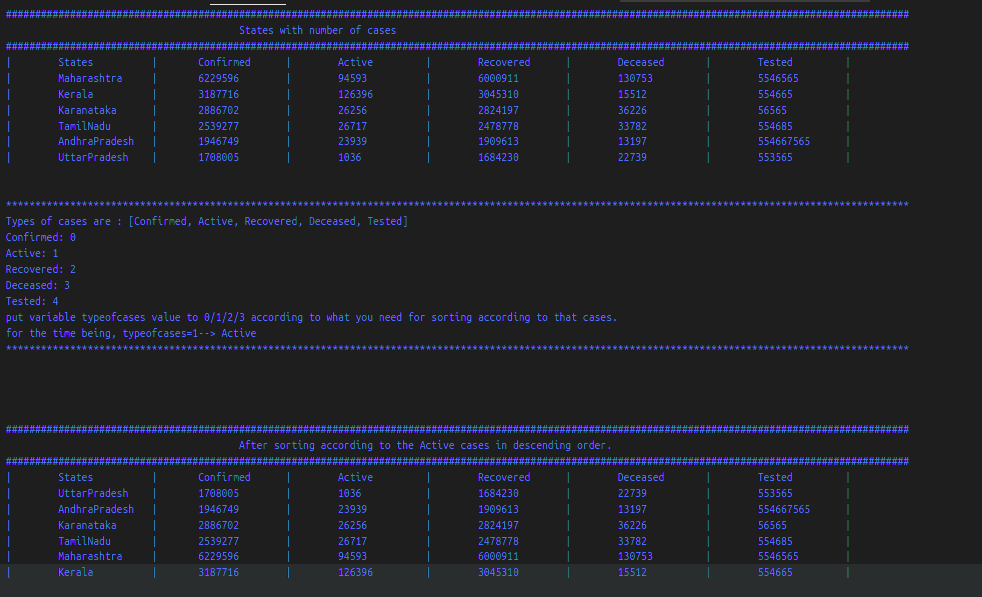 ####################################################################################################################################################
States with number of cases
####################################################################################################################################################
| States | Confirmed | Active | Recovered | Deceased | Tested |
| Maharashtra | 6229596 | 94593 | 6000911 | 130753 | 5546565 |
| Kerala | 3187716 | 126396 | 3045310 | 15512 | 554665 |
| Karanataka | 2886702 | 26256 | 2824197 | 36226 | 56565 |
| TamilNadu | 2539277 | 26717 | 2478778 | 33782 | 554685 |
| AndhraPradesh | 1946749 | 23939 | 1909613 | 13197 | 554667565 |
| UttarPradesh | 1708005 | 1036 | 1684230 | 22739 | 553565 |
****************************************************************************************************************************************************
Types of cases are : [Confirmed, Active, Recovered, Deceased, Tested]
Confirmed: 0
Active: 1
Recovered: 2
Deceased: 3
Tested: 4
put variable typeofcases value to 0/1/2/3 according to what you need for sorting according to that cases.
for the time being, typeofcases=1--> Active
****************************************************************************************************************************************************
####################################################################################################################################################
After sorting according to the Active cases in descending order.
####################################################################################################################################################
| States | Confirmed | Active | Recovered | Deceased | Tested |
| UttarPradesh | 1708005 | 1036 | 1684230 | 22739 | 553565 |
| AndhraPradesh | 1946749 | 23939 | 1909613 | 13197 | 554667565 |
| Karanataka | 2886702 | 26256 | 2824197 | 36226 | 56565 |
| TamilNadu | 2539277 | 26717 | 2478778 | 33782 | 554685 |
| Maharashtra | 6229596 | 94593 | 6000911 | 130753 | 5546565 |
| Kerala | 3187716 | 126396 | 3045310 | 15512 | 554665 |